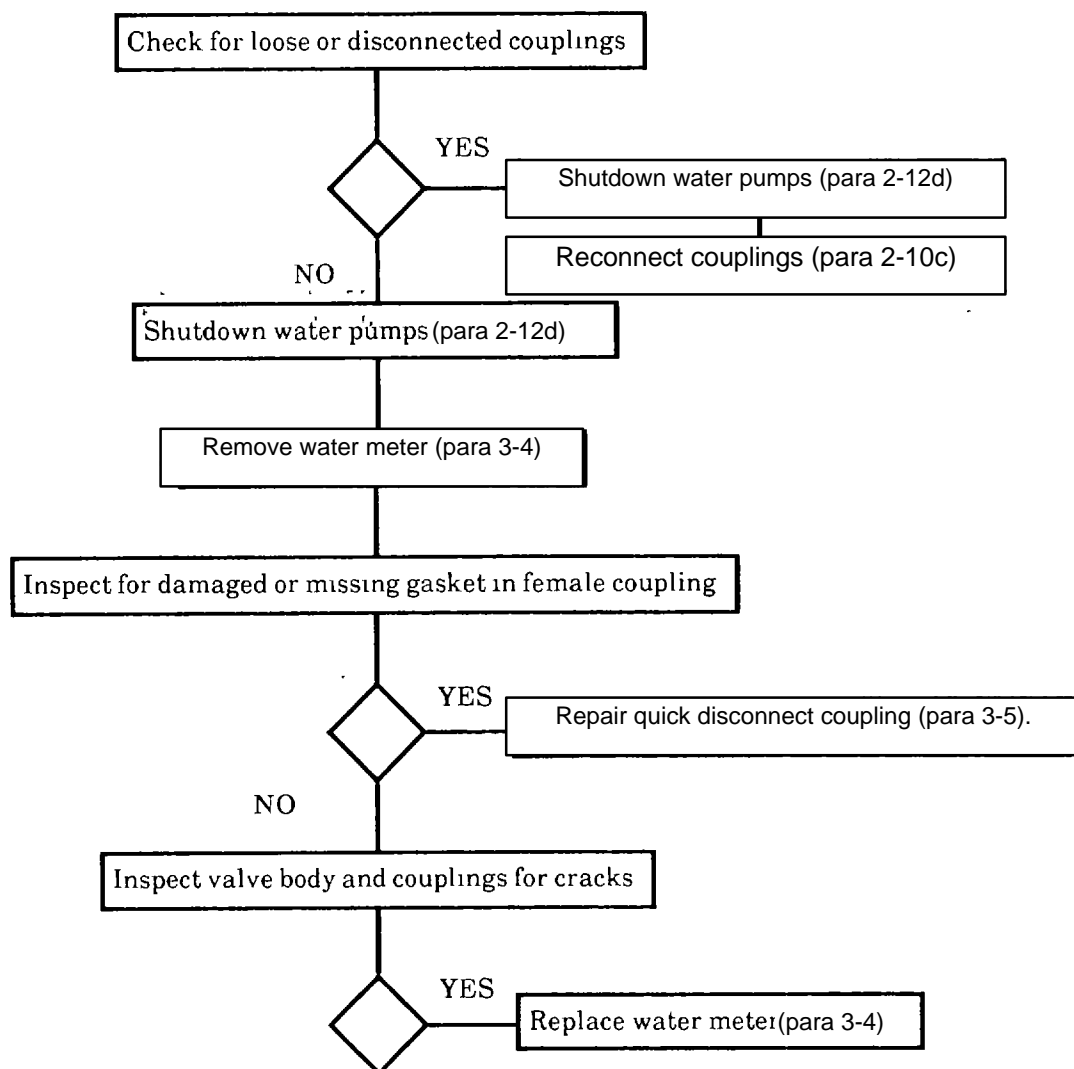 Check for loose or disconnected couplings
YES
Shutdown water pumps (para 2-12d)
Reconnect couplings (para 2-10c)
NO
Shutdown water pumps (para 2-12d)
Remove water meter (para 3-4)
Inspect for damaged or missing gasket in female coupling
YES
Repair quick disconnect coupling (para 3-5).
NO
Inspect valve body and couplings for cracks
YES
Replace water meter (para 3-4)